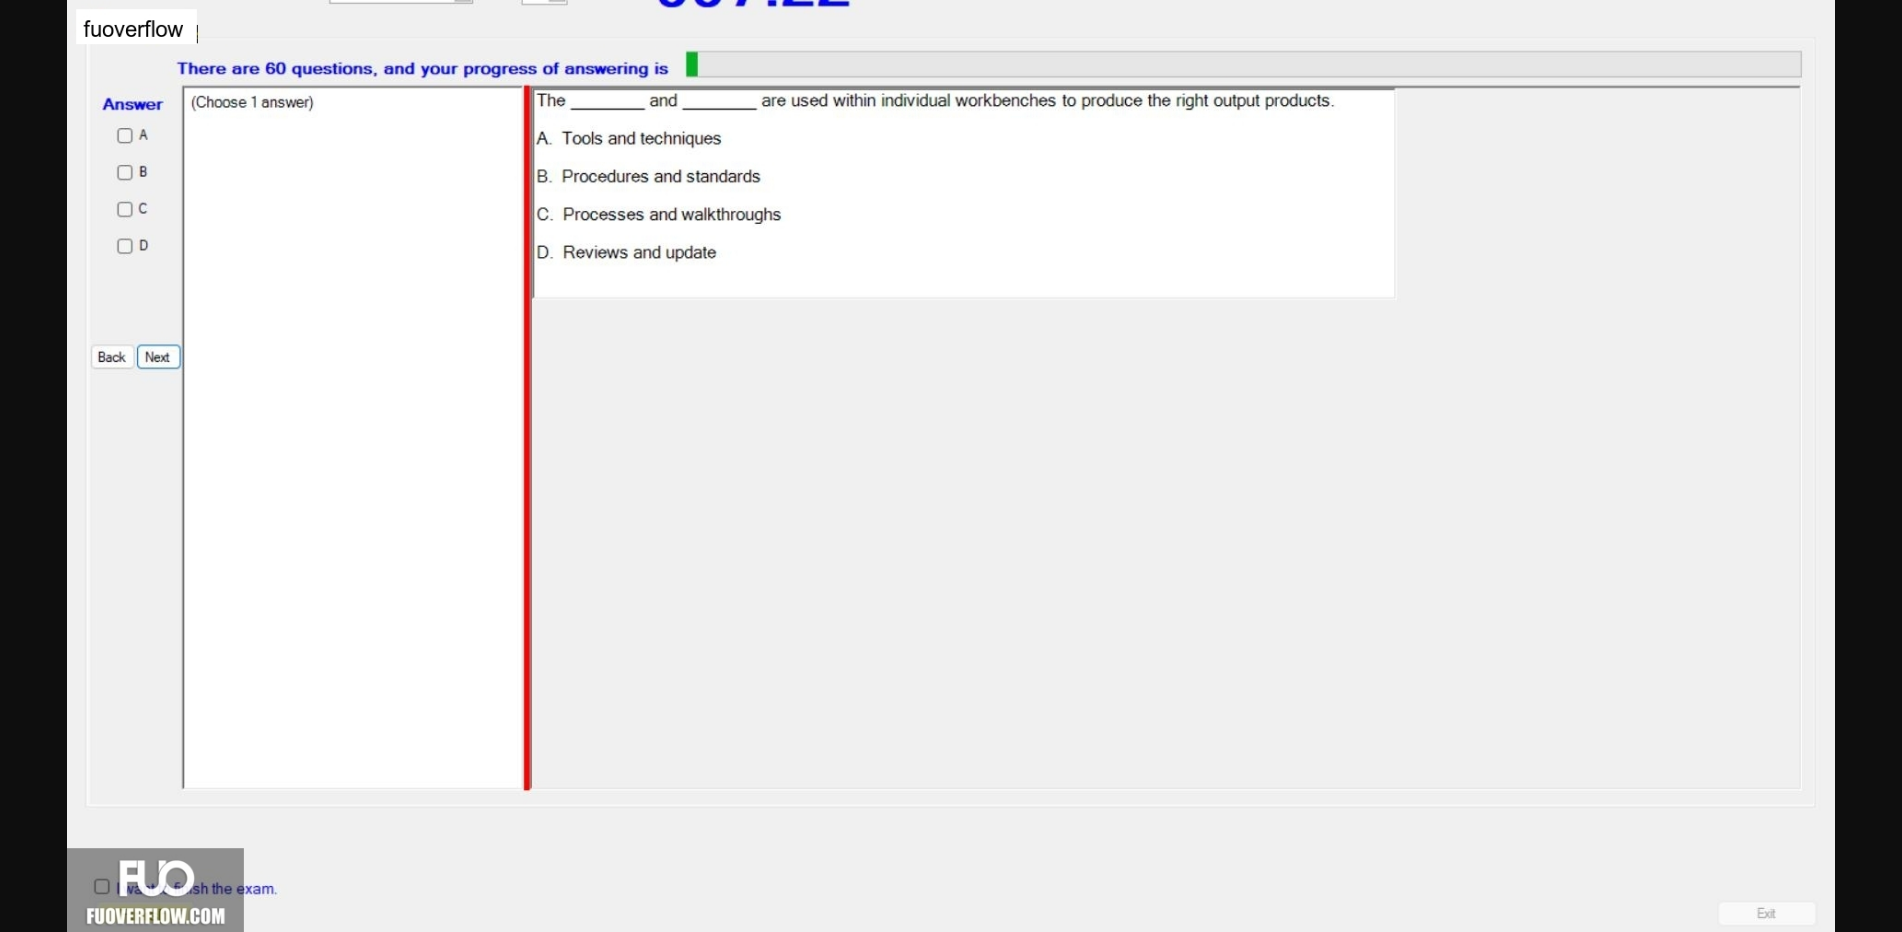 fuoverflow
There are 60 questions, and your progress of answering is
Answer
(Choose 1 answer)
A
B
C
D
Back Next
The ________ and ________ are used within individual workbenches to produce the right output products.
A. Tools and techniques
B. Procedures and standards
C. Processes and walkthroughs
D. Reviews and update
FUO
I want finish the exam.
FUOVERFLOW.COM
Exit